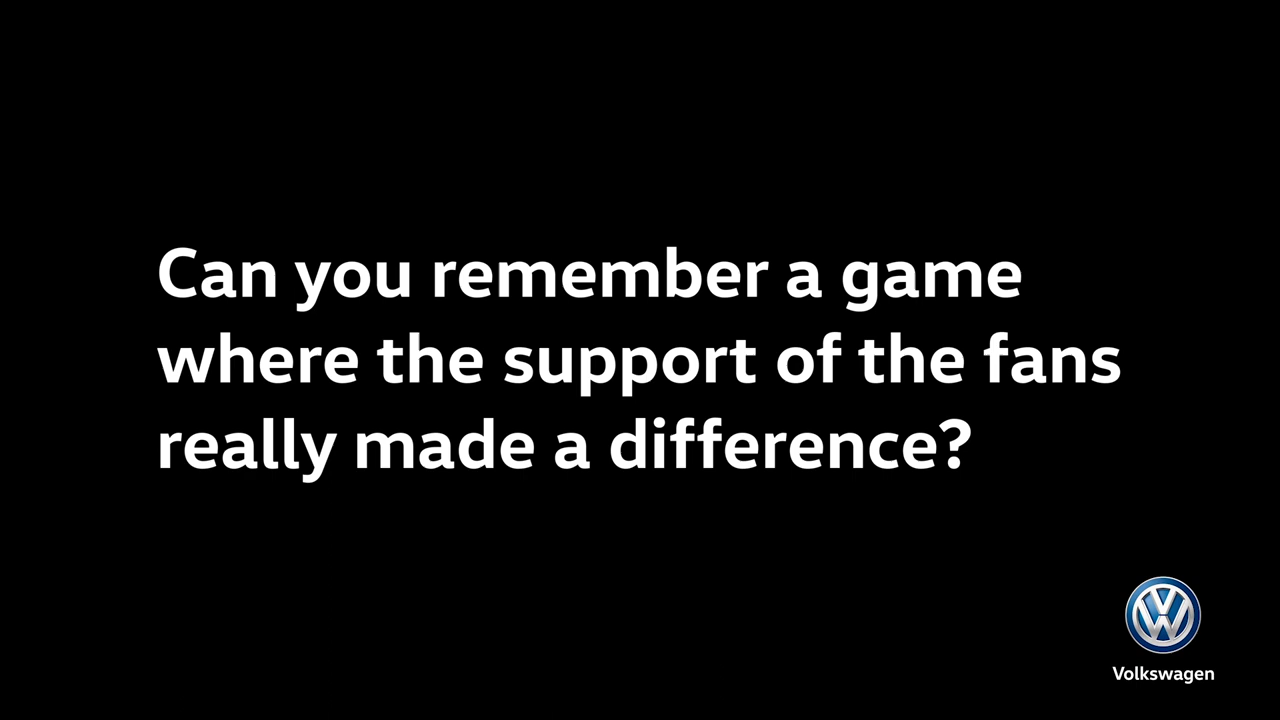 Can you remember a game
where the support of the fans
really made a difference?
Volkswagen